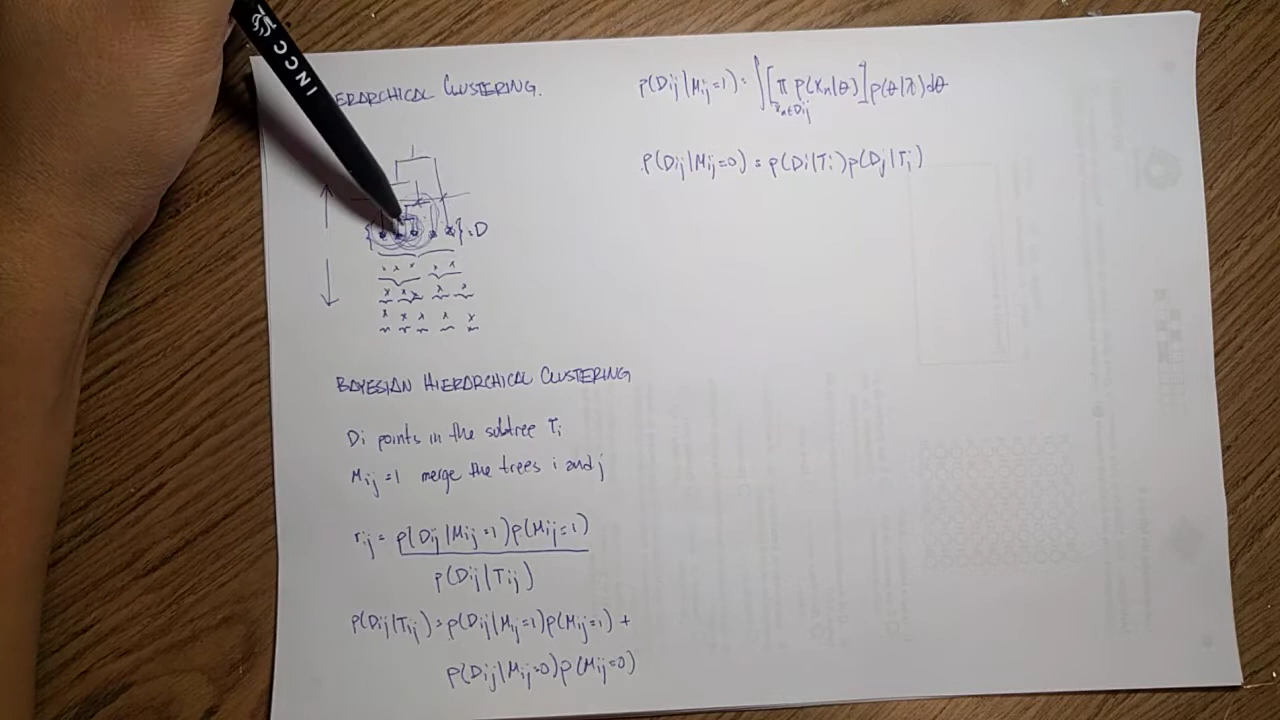 ERARCHICAL CLUSTERING.
} = D
BAYESIAN HIERARCHICAL CLUSTERING
Di points in the subtree Ti
Mij = 1 merge the trees i and j
rij = p(Dij|Mij=1)p(Mij=1)
p(Dij|Tij)
p(Dij|Tij) = p(Dij|Mij=1)p(Mij=1) +
p(Dij|Mij=0)p(Mij=0)
p(Dij|Mij=1) = ∫[π p(xn|θ)]p(θ|λ)dθ
xn∈Dij
p(Dij|Mij=0) = p(Di|Ti)p(Dj|Tj)
INCC